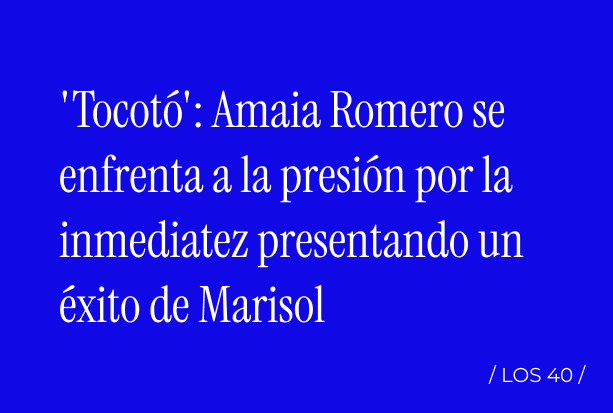 'Tocotó': Amaia Romero se
enfrenta a la presión por la
inmediatez presentando un
éxito de Marisol
/ LOS 40 /